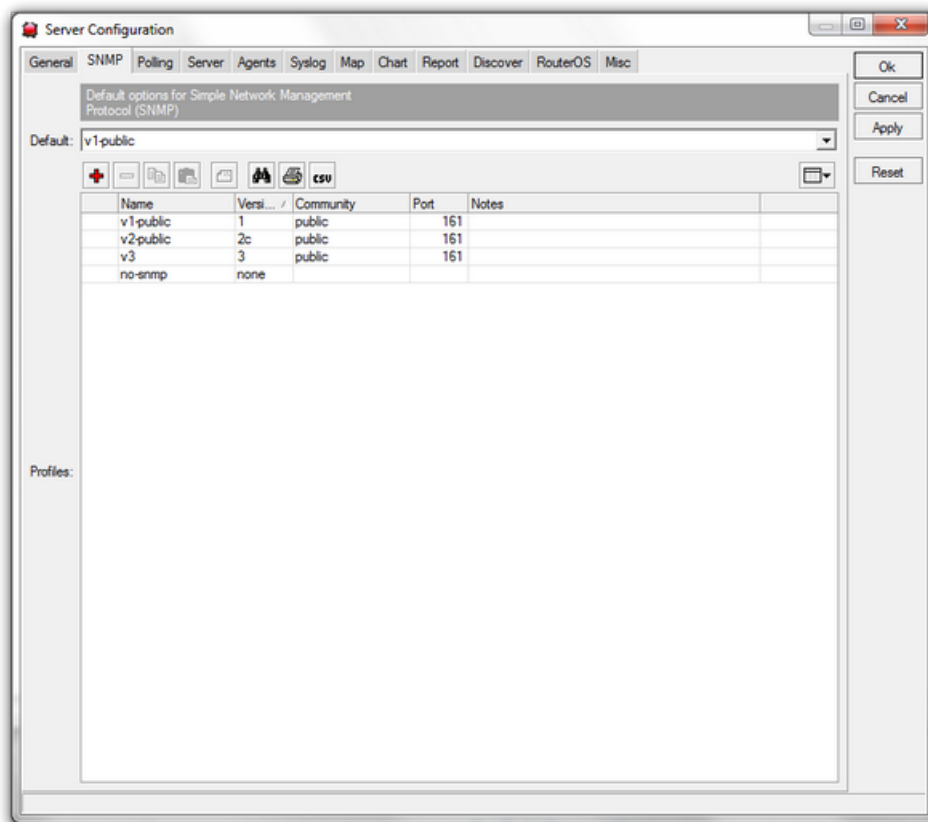 Server Configuration
General SNMP Polling Server Agents Syslog Map Chart Report Discover RouterOS Misc
Ok
Cancel
Apply
Reset
Default options for Simple Network Management
Protocol (SNMP)
Default: v1-public
csv
Name Versi... Community Port Notes
v1-public 1 public 161
v2-public 2c public 161
v3 3 public 161
no-snmp none
Profiles: